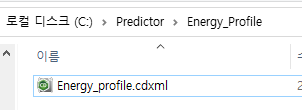 로컬 디스크 (C:) > Predictor > Energy_Profile
이름
Energy_profile.cdxml